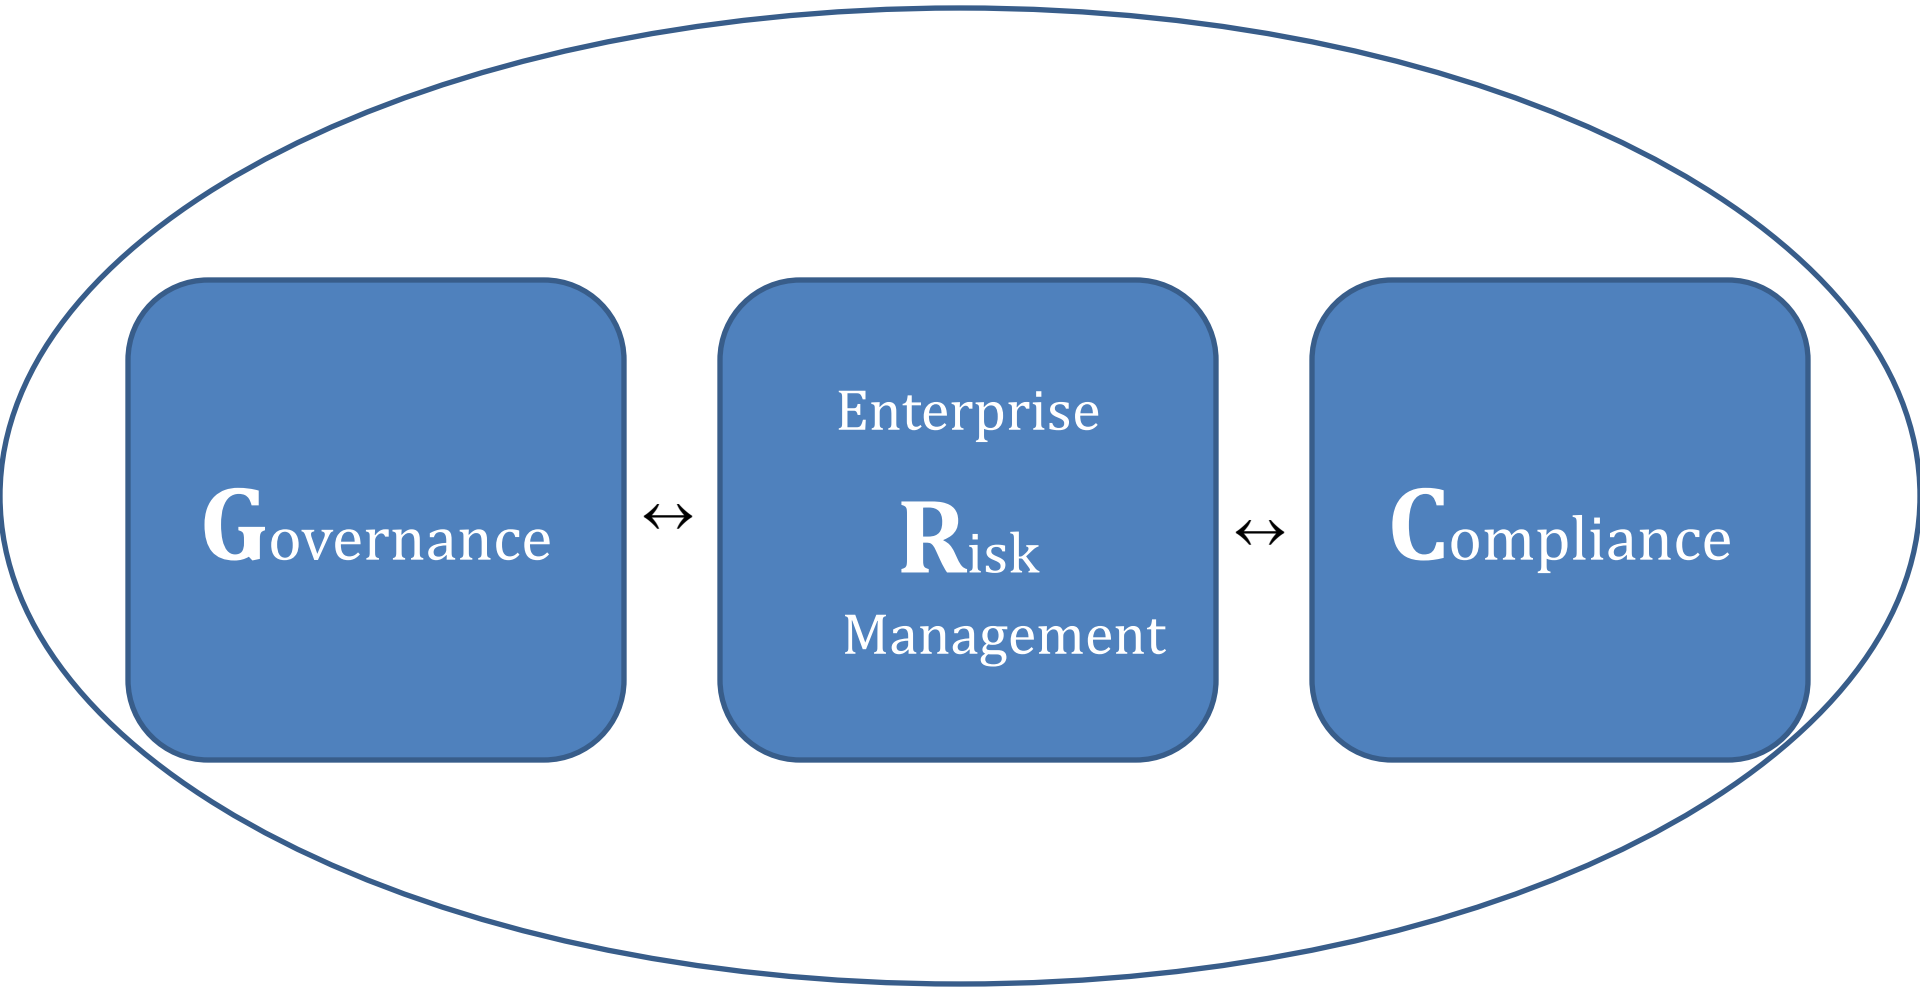 Governance
↔
Enterprise
Risk
Management
↔
Compliance